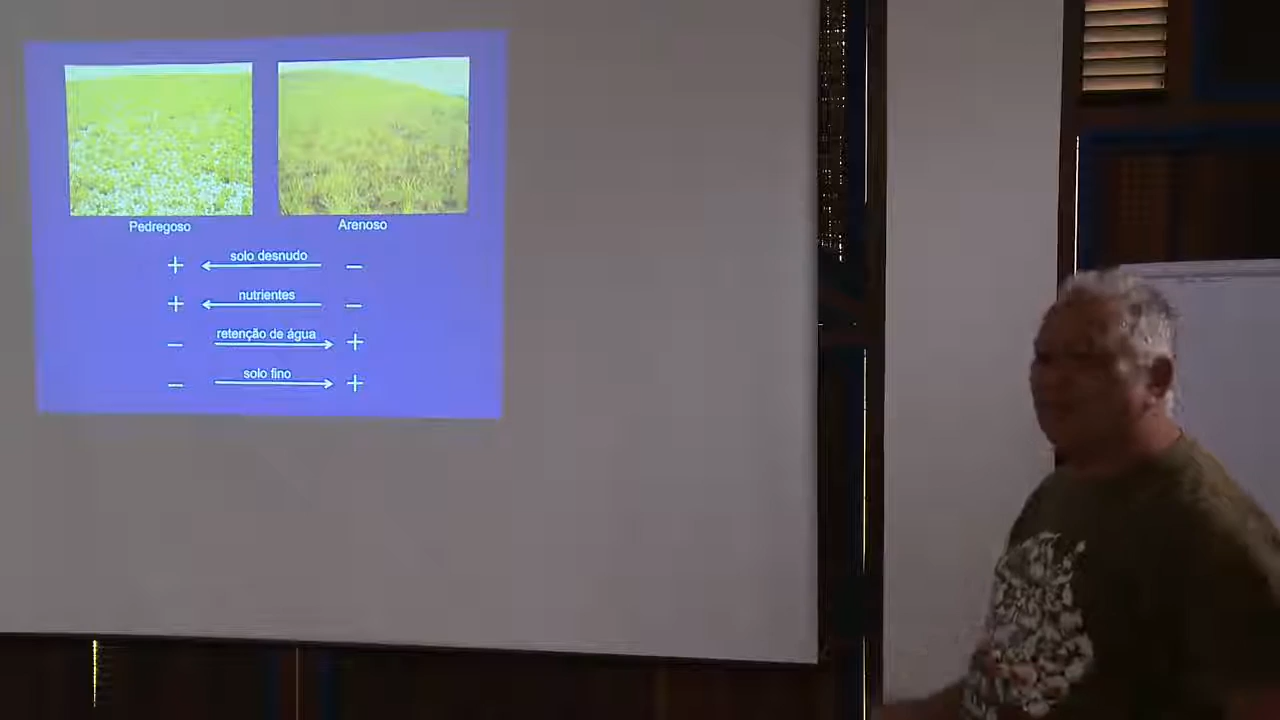 Pedregoso Arenoso
+ solo desnudo –
+ nutrientes –
– retenção de água +
– solo fino +